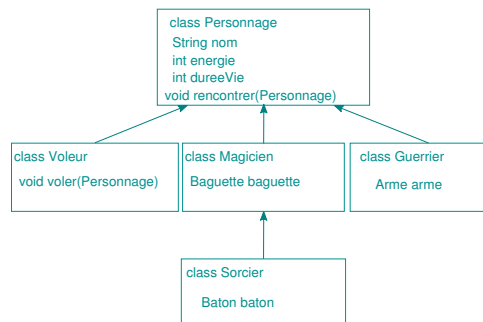 class Personnage
String nom
int energie
int dureeVie
void rencontrer(Personnage)
class Voleur
void voler(Personnage)
class Magicien
Baguette baguette
class Guerrier
Arme arme
class Sorcier
Baton baton